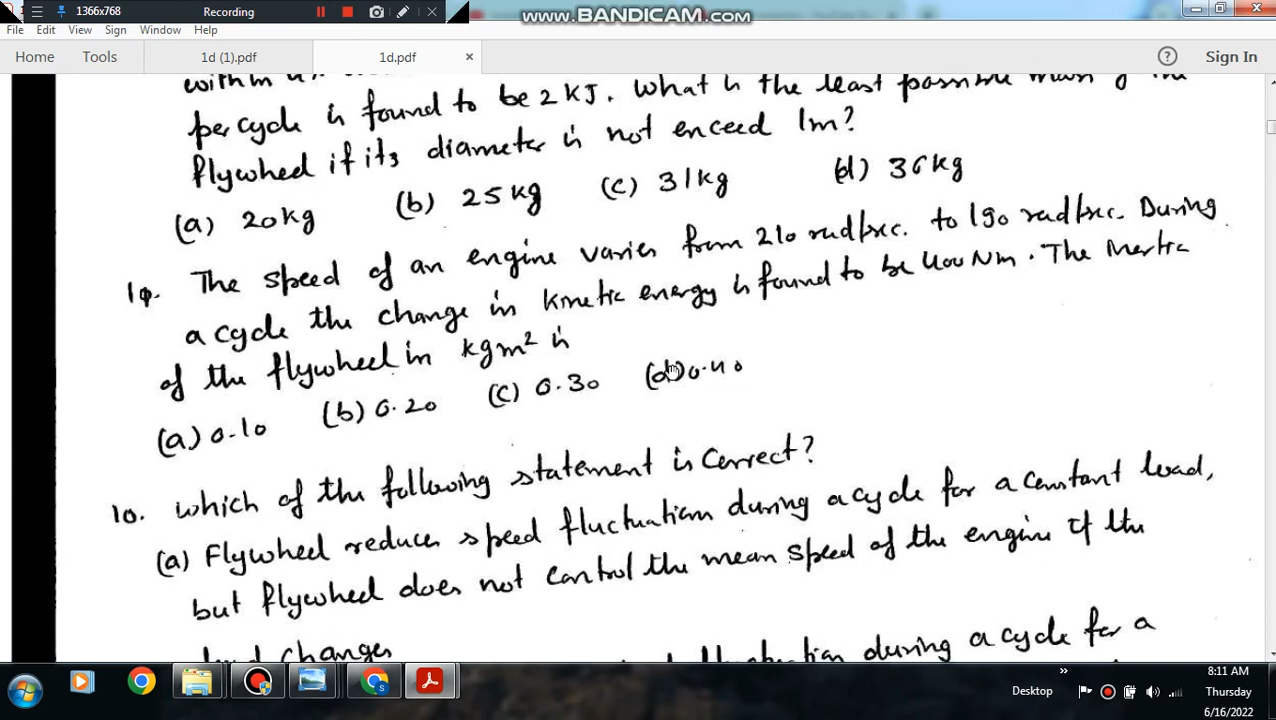 1366x768 Recording
www.BANDICAM.com
File Edit View Sign Window Help
Home Tools 1d (1).pdf 1d.pdf × Sign In
per cycle is found to be 2 KJ. What is the least possible mass of the
flywheel if its diameter is not exceed 1m?
(a) 20kg (b) 25 kg (c) 31kg (d) 36kg
The speed of an engine varies from 210 rad/sec. to 190 rad/sec. During
a cycle the change in kinetic energy is found to be 400 Nm. The inertia
of the flywheel in kgm² is
(a) 0.10 (b) 0.20 (c) 0.30 (d) 0.40
10. which of the following statement is correct?
(a) Flywheel reduces speed fluctuation during a cycle for a constant load,
but flywheel does not control the mean speed of the engine if the
load changes
fluctuation during a cycle for a
8:11 AM
Desktop Thursday
6/16/2022